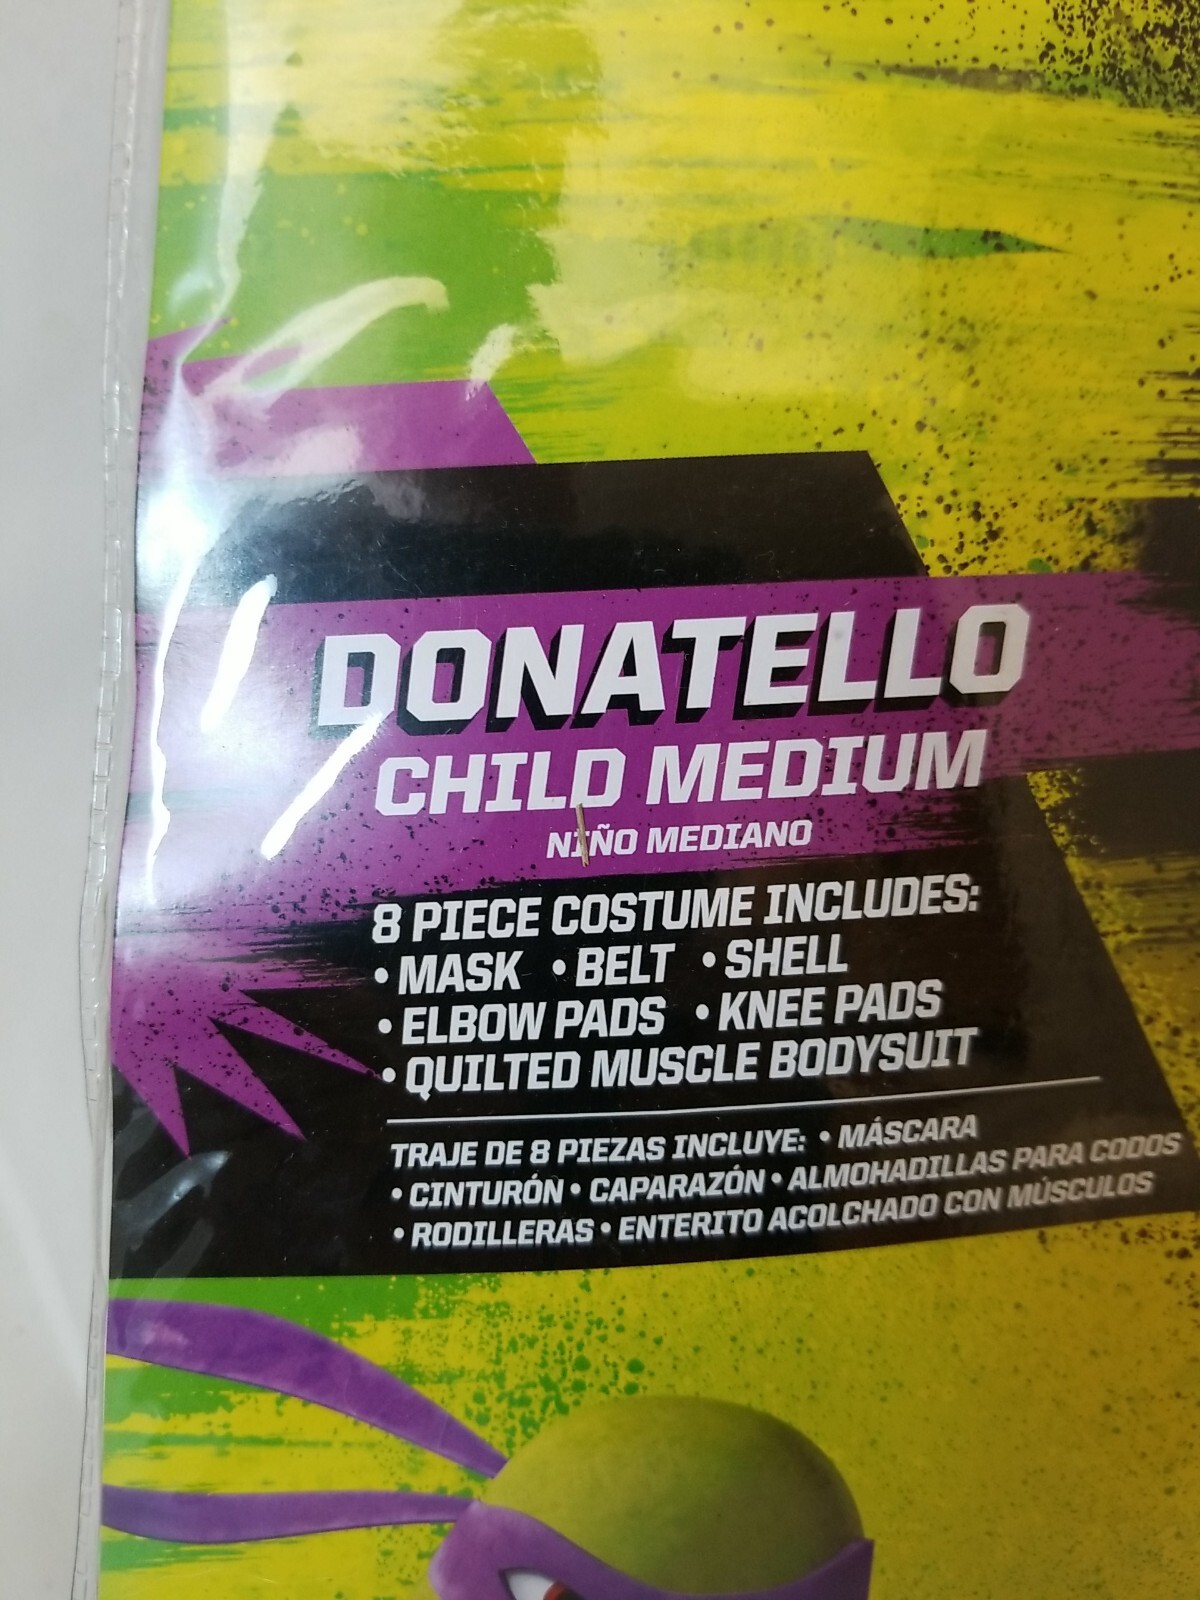 DONATELLO
CHILD MEDIUM
NIÑO MEDIANO
8 PIECE COSTUME INCLUDES:
• MASK • BELT • SHELL
• ELBOW PADS • KNEE PADS
• QUILTED MUSCLE BODYSUIT
TRAJE DE 8 PIEZAS INCLUYE: • MÁSCARA
• CINTURÓN • CAPARAZÓN • ALMOHADILLAS PARA CODOS
• RODILLERAS • ENTERITO ACOLCHADO CON MÚSCULOS